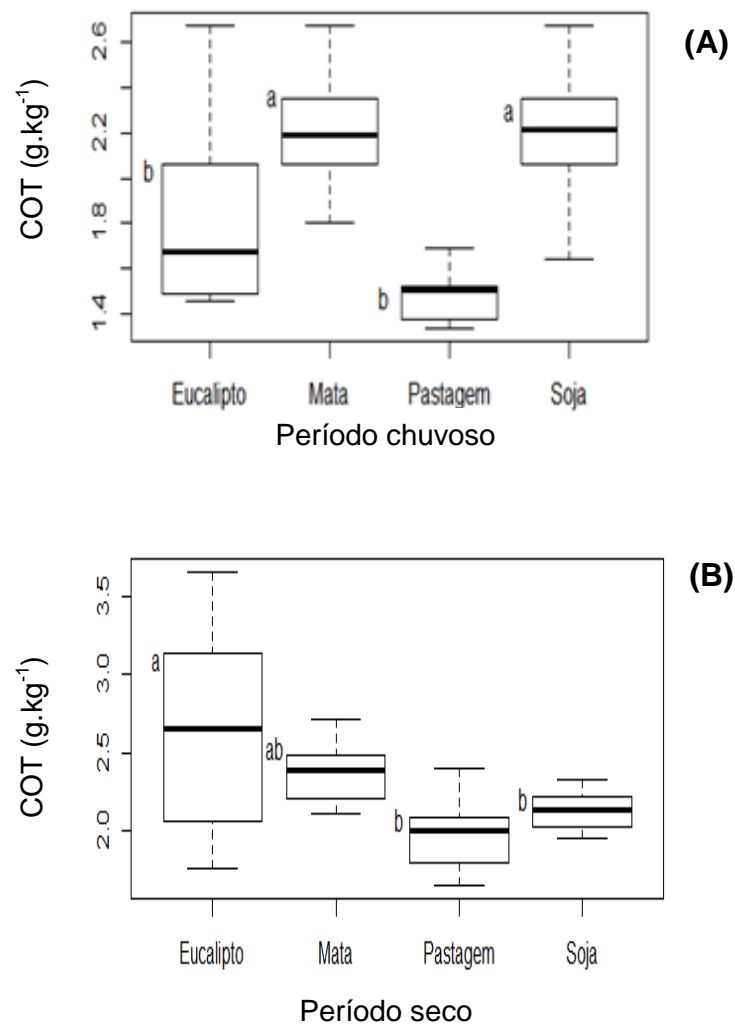 (A)
COT (g.kg⁻¹)
2.6
2.2
1.8
1.4
b
a
b
a
Eucalipto Mata Pastagem Soja
Período chuvoso
(B)
COT (g.kg⁻¹)
3.5
3.0
2.5
2.0
a
ab
b
b
Eucalipto Mata Pastagem Soja
Período seco